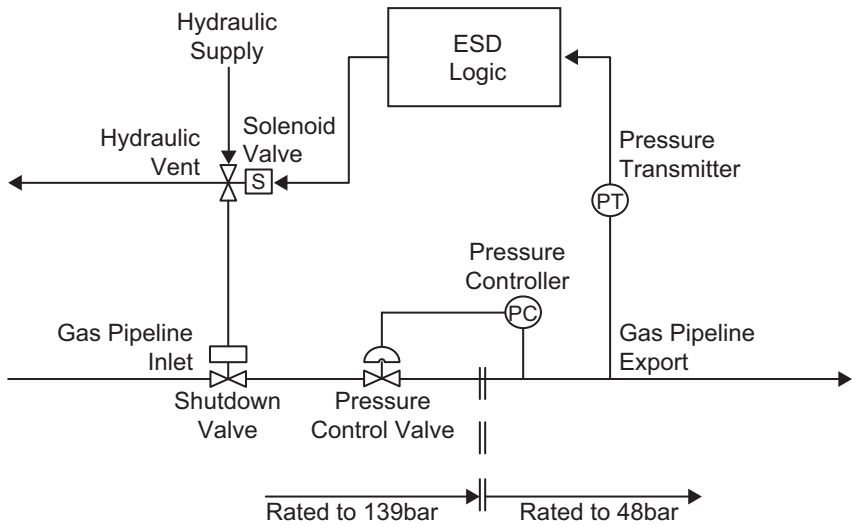 Hydraulic
Supply
ESD
Logic
Hydraulic
Vent
Solenoid
Valve
S
Pressure
Transmitter
PT
Pressure
Controller
PC
Gas Pipeline
Inlet
Gas Pipeline
Export
Shutdown
Valve
Pressure
Control Valve
Rated to 139bar
Rated to 48bar